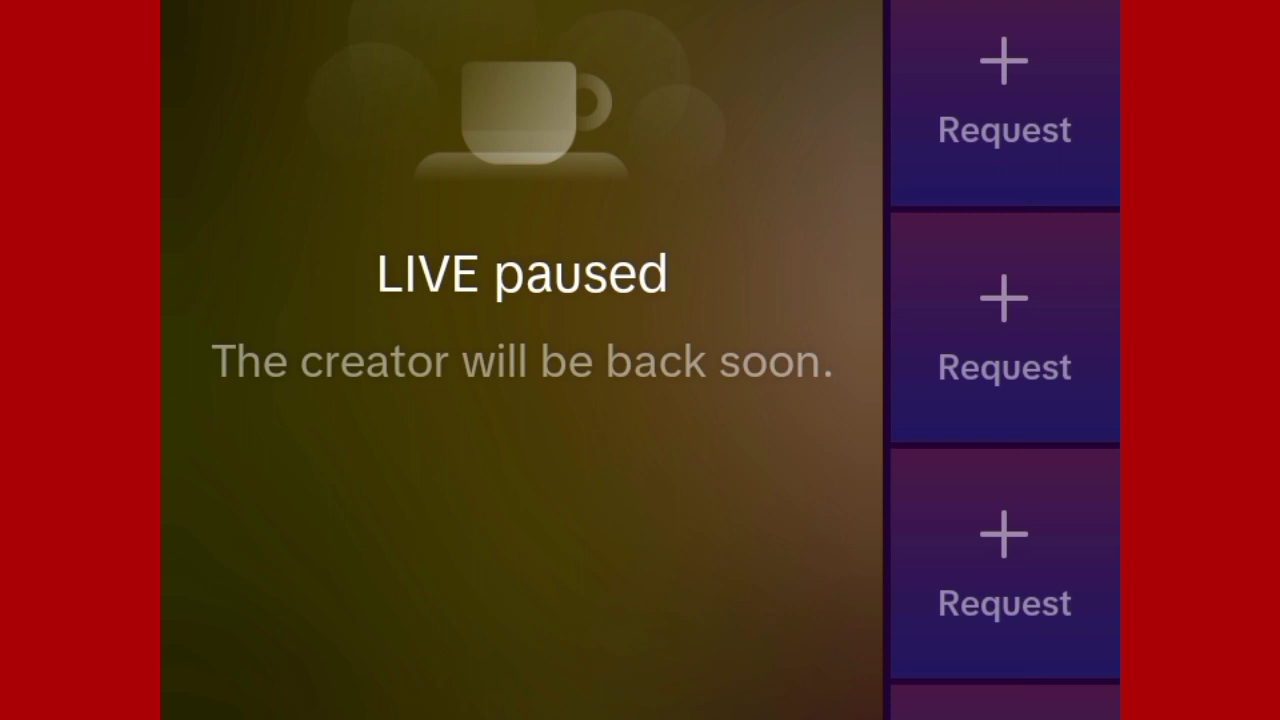 LIVE paused
The creator will be back soon.
Request
Request
Request